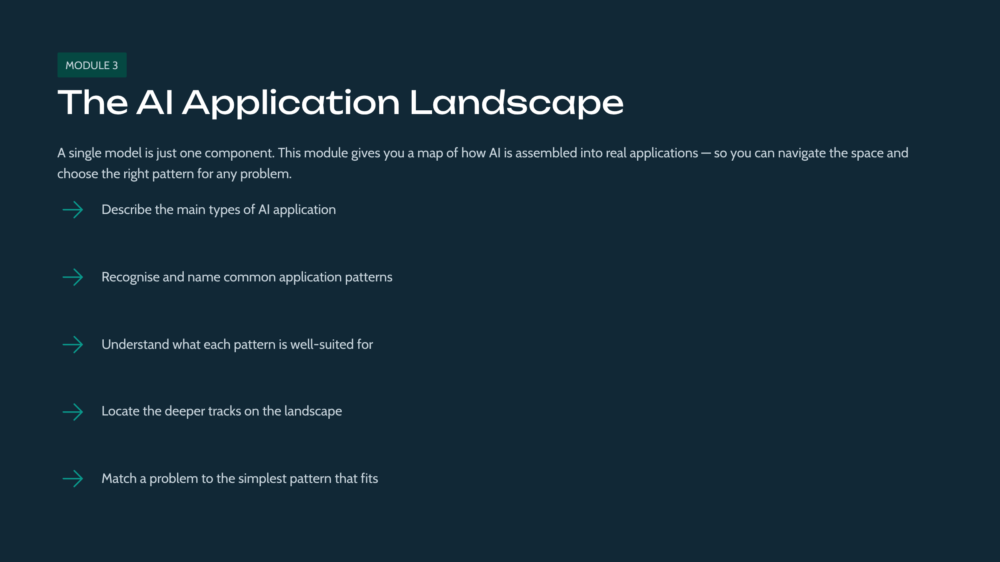 MODULE 3
The AI Application Landscape
A single model is just one component. This module gives you a map of how AI is assembled into real applications — so you can navigate the space and
choose the right pattern for any problem.
Describe the main types of AI application
Recognise and name common application patterns
Understand what each pattern is well-suited for
Locate the deeper tracks on the landscape
Match a problem to the simplest pattern that fits